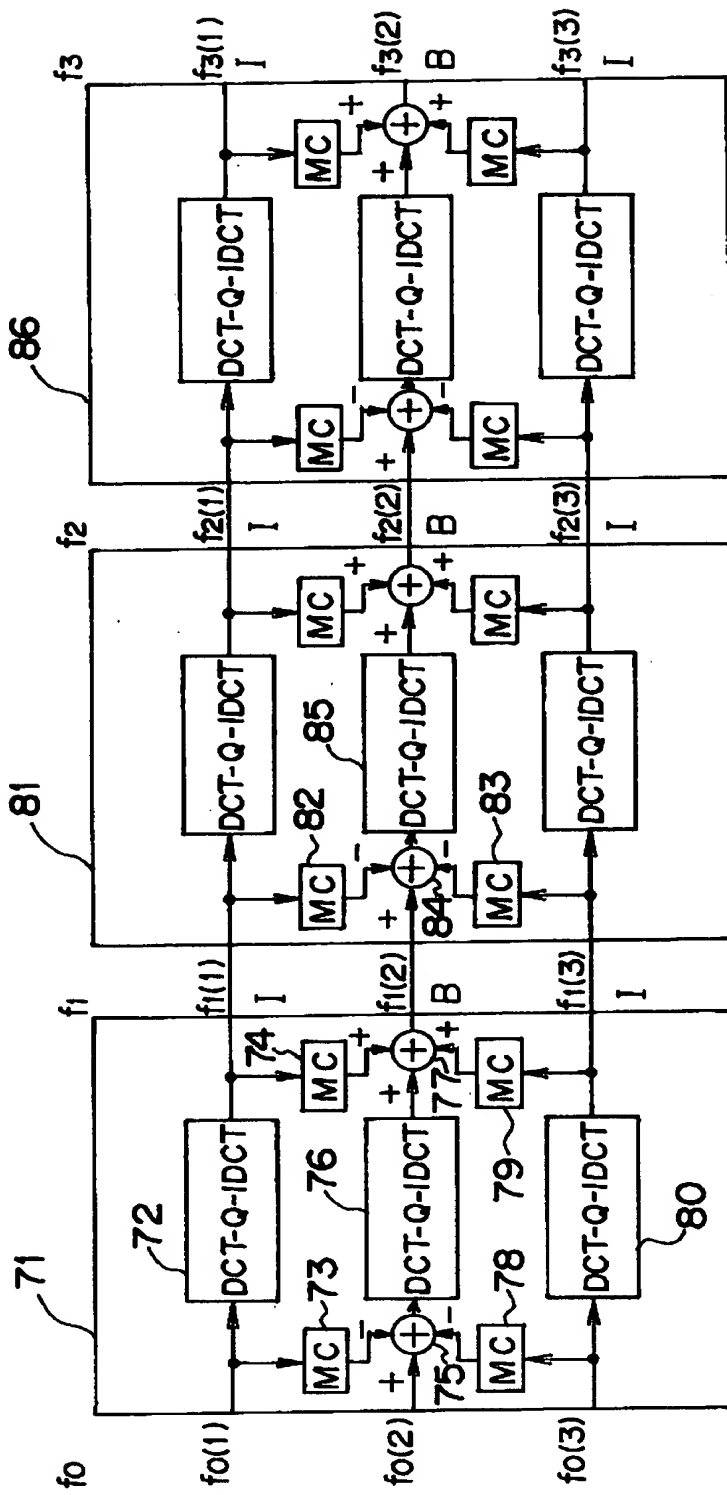 f0 f1 f2 f3
71 81 86
f0(1) 72 DCT-Q-IDCT f1(1) DCT-Q-IDCT f2(1) DCT-Q-IDCT f3(1)
I I I
MC 73 MC 74 MC 82 MC MC MC
- + - + - +
f0(2) + 75 + DCT-Q-IDCT 76 + + 77 f1(2) + + 84 DCT-Q-IDCT 85 + + f2(2) + + DCT-Q-IDCT + + f3(2)
B B B
- + - + - +
MC 78 MC 79 MC 83 MC MC MC
f0(3) DCT-Q-IDCT 80 f1(3) DCT-Q-IDCT f2(3) DCT-Q-IDCT f3(3)
I I I